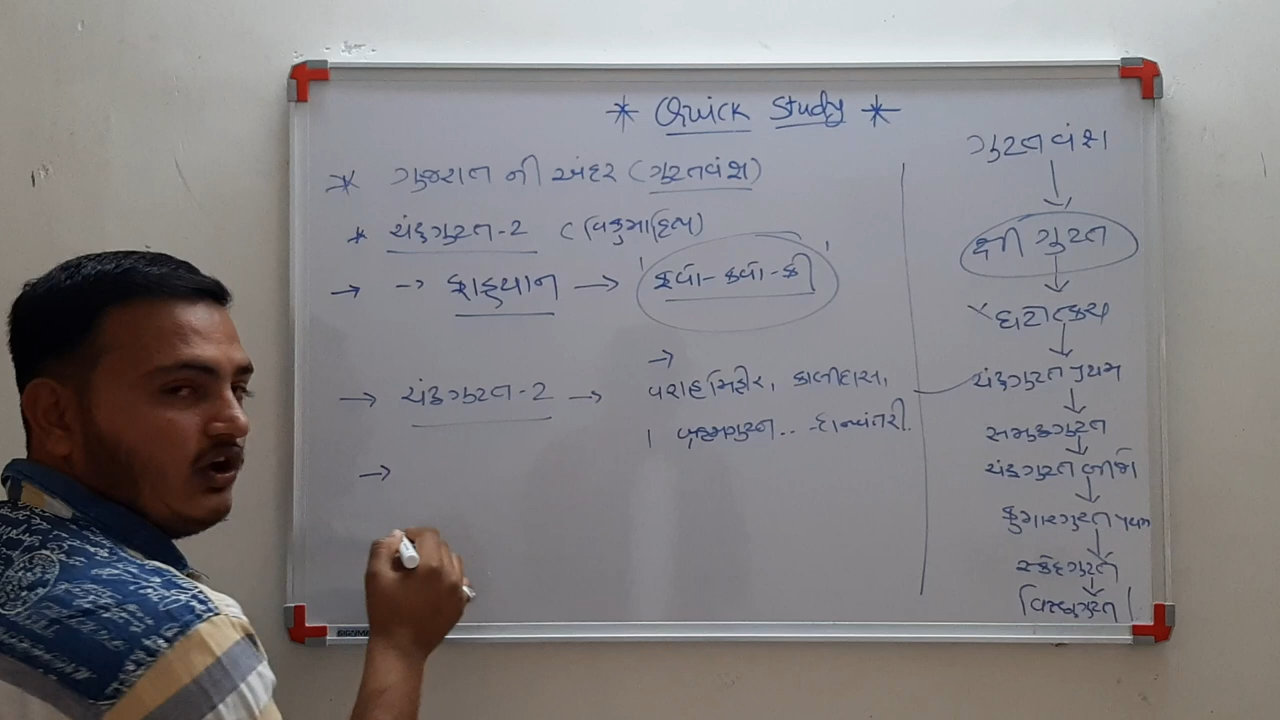 * Quick Study *
* ગુજરાત ની અંદર (ગુપ્તવંશ)
* ચંદ્રગુપ્ત-2 (વિક્રમાદિત્ય)
→ → ફાહયાન →
→ ચંદ્રગુપ્ત-2 → → વરાહમિહીર, કાલીદાસ,
બ્રહ્મગુપ્ત.. ધન્વંતરી.
→
ગુપ્તવંશ
↓
શ્રી ગુપ્ત
↓
ઘટોત્કચ
↓
ચંદ્રગુપ્ત પ્રથમ
↓
સમુદ્રગુપ્ત
↓
ચંદ્રગુપ્ત બીજો
↓
કુમારગુપ્ત પ્રથમ
↓
સ્કંદગુપ્ત
↓
વિષ્ણુગુપ્ત